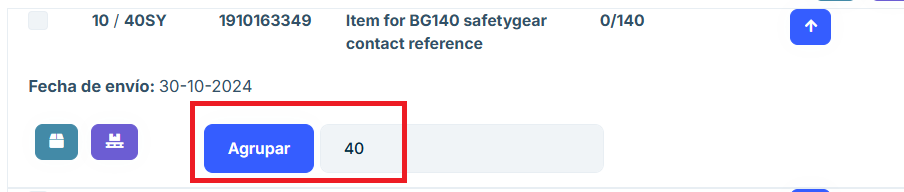 10 / 40SY 1910163349 Item for BG140 safetygear 0/140
contact reference
Fecha de envío: 30-10-2024
Agrupar 40